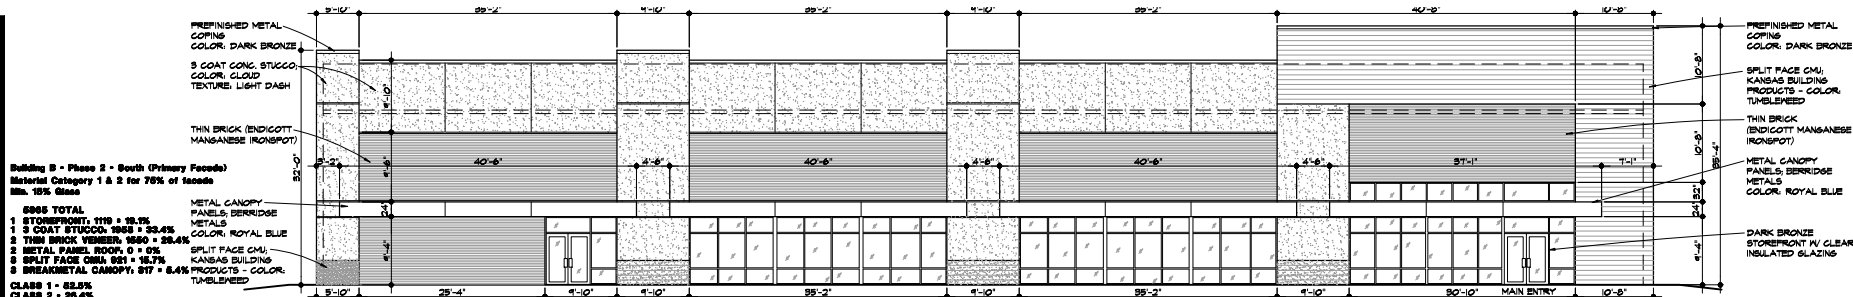 5'-10"
35'-2"
9'-10"
35'-2"
9'-10"
35'-2"
40'-8"
10'-8"
PREFINISHED METAL
COPING
COLOR: DARK BRONZE
3 COAT CONC. STUCCO;
COLOR: CLOUD
TEXTURE: LIGHT DASH
THIN BRICK (ENDICOTT
MANGANESE IRONSPOT)
METAL CANOPY
PANELS; BERRIDGE
METALS
COLOR: ROYAL BLUE
SPLIT FACE CMU;
KANSAS BUILDING
PRODUCTS - COLOR:
TUMBLEWEED
Building B - Phase 2 - South (Primary Facade)
Material Category 1 & 2 for 75% of facade
Min. 15% Glass
5865 TOTAL
1 STOREFRONT: 1119 = 19.1%
1 3 COAT STUCCO: 1958 = 33.4%
2 THIN BRICK VENEER: 1550 = 26.4%
2 METAL PANEL ROOF: 0 = 0%
3 SPLIT FACE CMU: 921 = 15.7%
3 BREAKMETAL CANOPY: 317 = 5.4%
CLASS 1 = 52.5%
CLASS 2 = 26.4%
32'-0"
9'-10"
24"
9'-4"
40'-6"
4'-6"
40'-6"
4'-6"
40'-6"
4'-6"
37'-1"
7'-1"
10'-8"
10'-8"
32"
24"
9'-4"
35'-4"
PREFINISHED METAL
COPING
COLOR: DARK BRONZE
SPLIT FACE CMU;
KANSAS BUILDING
PRODUCTS - COLOR:
TUMBLEWEED
THIN BRICK
(ENDICOTT MANGANESE
IRONSPOT)
METAL CANOPY
PANELS; BERRIDGE
METALS
COLOR: ROYAL BLUE
DARK BRONZE
STOREFRONT W/ CLEAR
INSULATED GLAZING
5'-10"
25'-4"
9'-10"
9'-10"
35'-2"
9'-10"
35'-2"
9'-10"
30'-10"
MAIN ENTRY
10'-8"